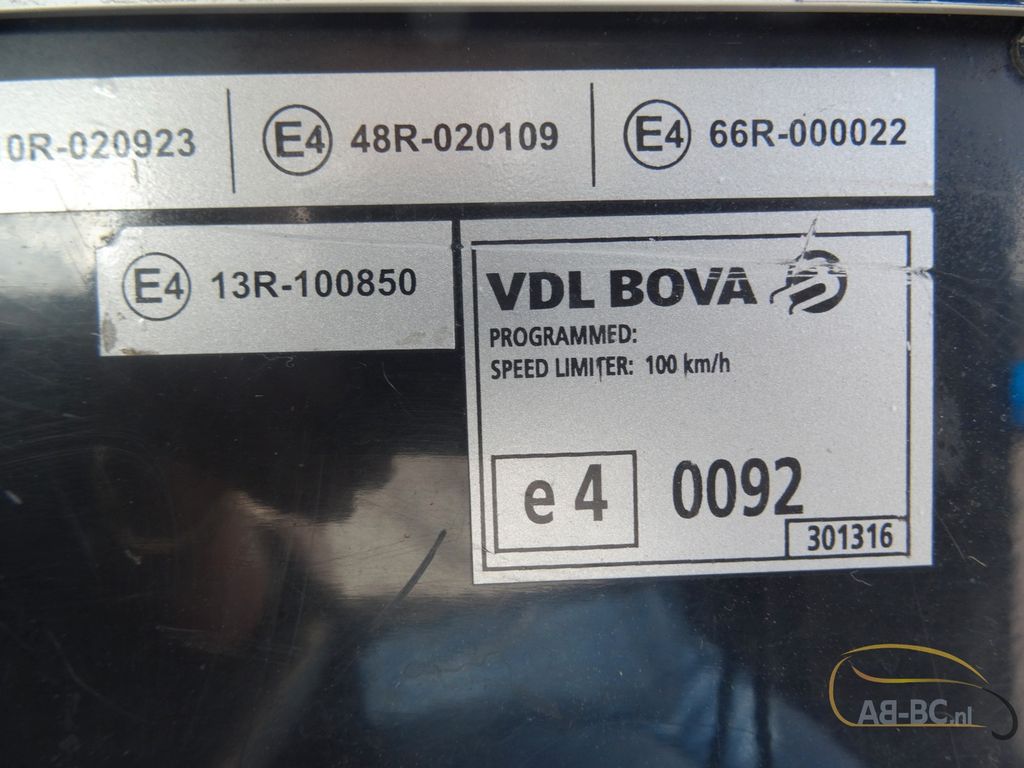 0R-020923 E4 48R-020109 E4 66R-000022
E4 13R-100850
VDL BOVA
PROGRAMMED:
SPEED LIMITER: 100 km/h
e4 0092
301316
AB-BC.nl